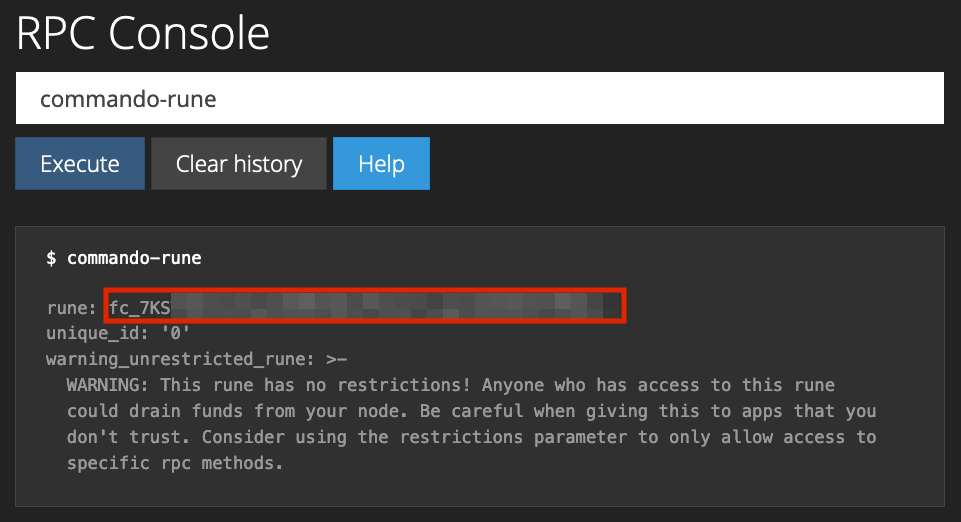 RPC Console
commando-rune
Execute Clear history Help
$ commando-rune
rune: fc_7KS
unique_id: '0'
warning_unrestricted_rune: >-
WARNING: This rune has no restrictions! Anyone who has access to this rune
could drain funds from your node. Be careful when giving this to apps that you
don't trust. Consider using the restrictions parameter to only allow access to
specific rpc methods.